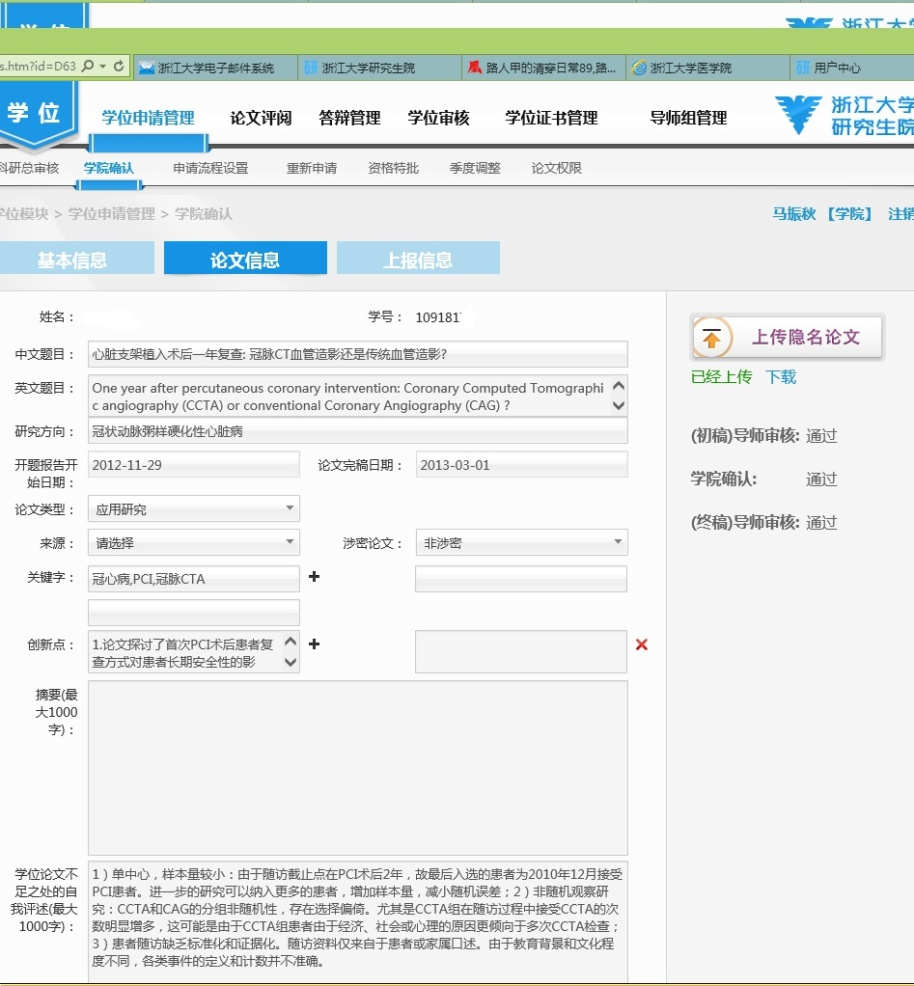 浙江大学
s.htm?id=D63
浙江大学电子邮件系统
浙江大学研究生院
路人甲的清穿日常89,路...
浙江大学医学院
用户中心
学位
学位申请管理 论文评阅 答辩管理 学位审核 学位证书管理 导师组管理
浙江大学
研究生院
科研总审核 学院确认 申请流程设置 重新申请 资格特批 季度调整 论文权限
学位模块 > 学位申请管理 > 学院确认
马振秋 【学院】 注销
基本信息 论文信息 上报信息
姓名： 学号： 109181
中文题目： 心脏支架植入术后一年复查: 冠脉CT血管造影还是传统血管造影?
英文题目： One year after percutaneous coronary intervention: Coronary Computed Tomographi
c angiography (CCTA) or conventional Coronary Angiography (CAG) ?
研究方向： 冠状动脉粥样硬化性心脏病
开题报告开
始日期： 2012-11-29 论文完稿日期： 2013-03-01
论文类型： 应用研究
来源： 请选择 涉密论文： 非涉密
关键字： 冠心病,PCI,冠脉CTA
创新点： 1.论文探讨了首次PCI术后患者复
查方式对患者长期安全性的影
摘要(最
大1000
字)：
学位论文不
足之处的自
我评述(最大
1000字)：
1）单中心，样本量较小：由于随访截止点在PCI术后2年，故最后入选的患者为2010年12月接受
PCI患者。进一步的研究可以纳入更多的患者，增加样本量，减小随机误差；2）非随机观察研
究：CCTA和CAG的分组非随机性，存在选择偏倚。尤其是CCTA组在随访过程中接受CCTA的次
数明显增多，这可能是由于CCTA组患者由于经济、社会或心理的原因更倾向于多次CCTA检查；
3）患者随访缺乏标准化和证据化。随访资料仅来自于患者或家属口述。由于教育背景和文化程
度不同，各类事件的定义和计数并不准确。
上传隐名论文
已经上传 下载
(初稿)导师审核: 通过
学院确认: 通过
(终稿)导师审核: 通过